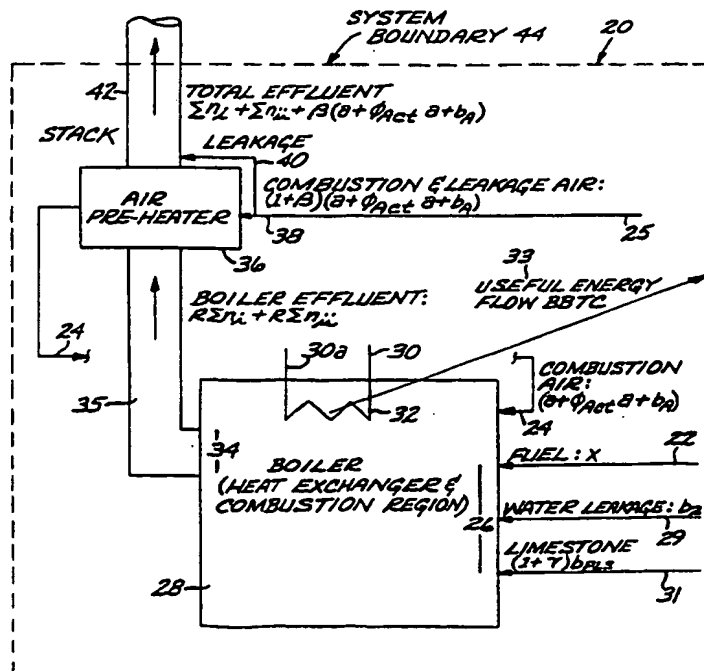 SYSTEM
BOUNDARY 44
20
42
TOTAL EFFLUENT
Σnᵢ + Σnᵢᵢ + β(a+φAct a+bA)
STACK
LEAKAGE
40
COMBUSTION & LEAKAGE AIR:
(1+β)(a+φAct a+bA)
AIR
PRE-HEATER
38
25
36
33
USEFUL ENERGY
FLOW BBTC
BOILER EFFLUENT:
RΣnᵢ + RΣnᵢᵢ
24
30a
30
COMBUSTION
AIR:
(a+φAct a+bA)
35
32
24
34
FUEL: x
22
BOILER
(HEAT EXCHANGER &
COMBUSTION REGION)
26
WATER LEAKAGE: bz
29
LIMESTONE
(1+γ)bPLS
28
31